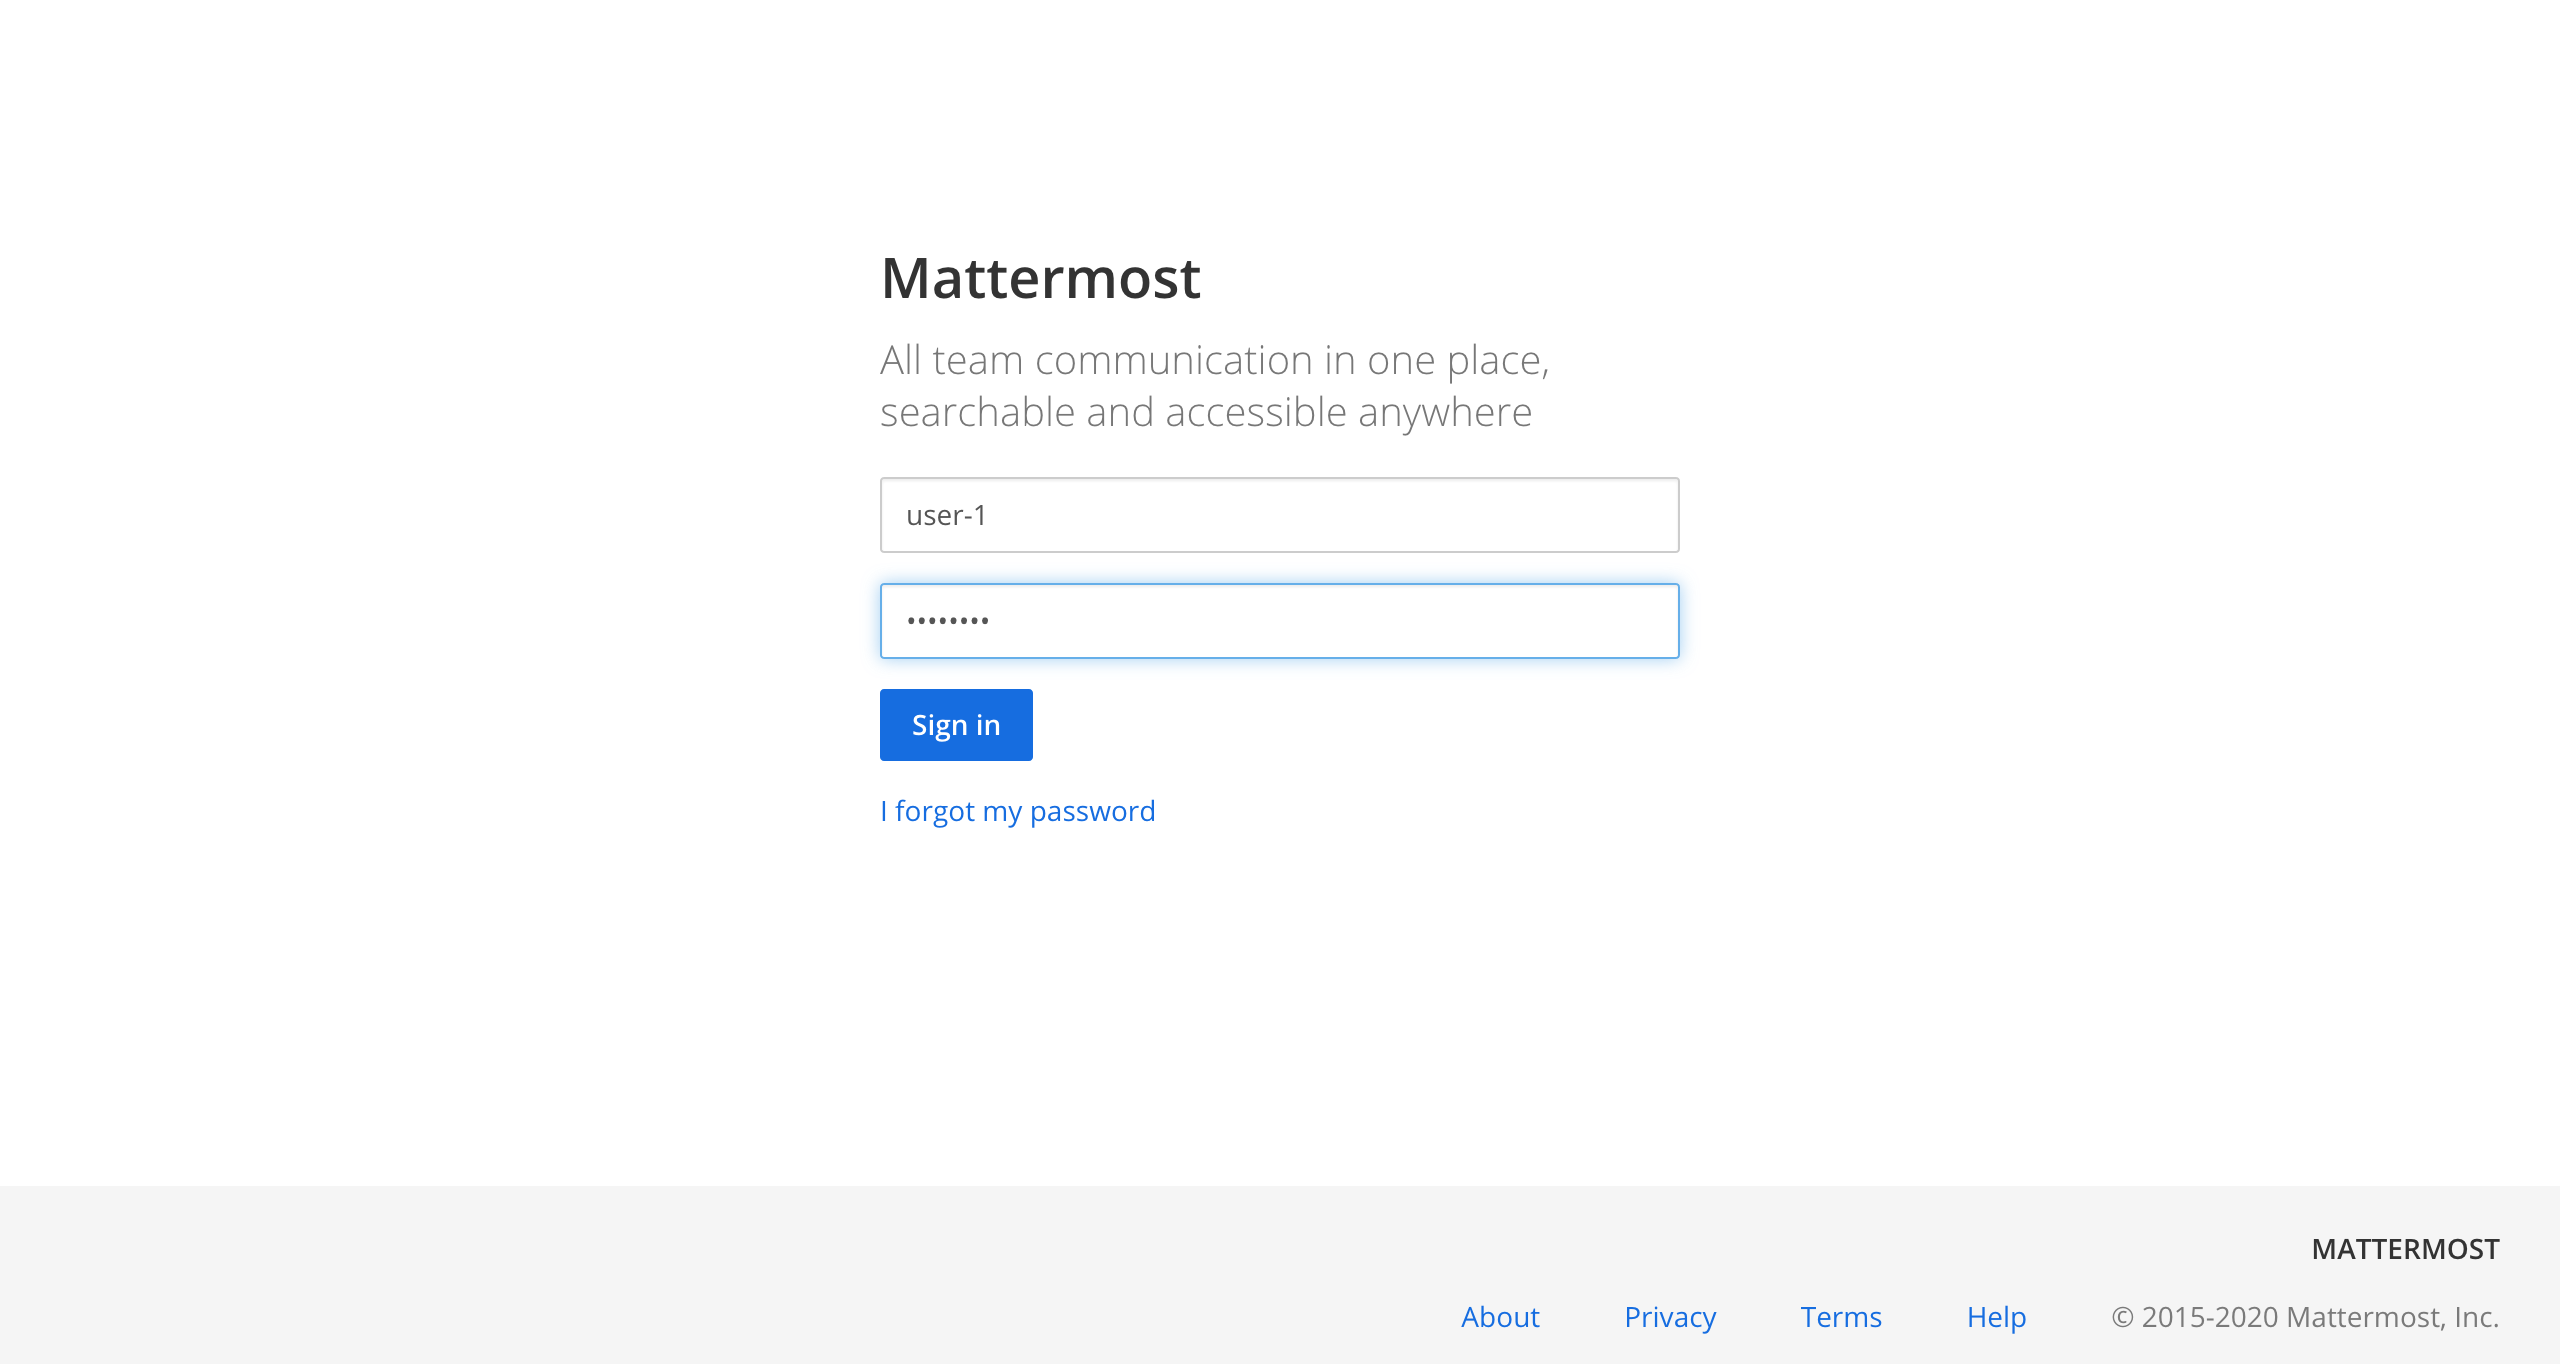 Mattermost
All team communication in one place,
searchable and accessible anywhere
user-1
••••••••
Sign in
I forgot my password
MATTERMOST
About Privacy Terms Help © 2015-2020 Mattermost, Inc.